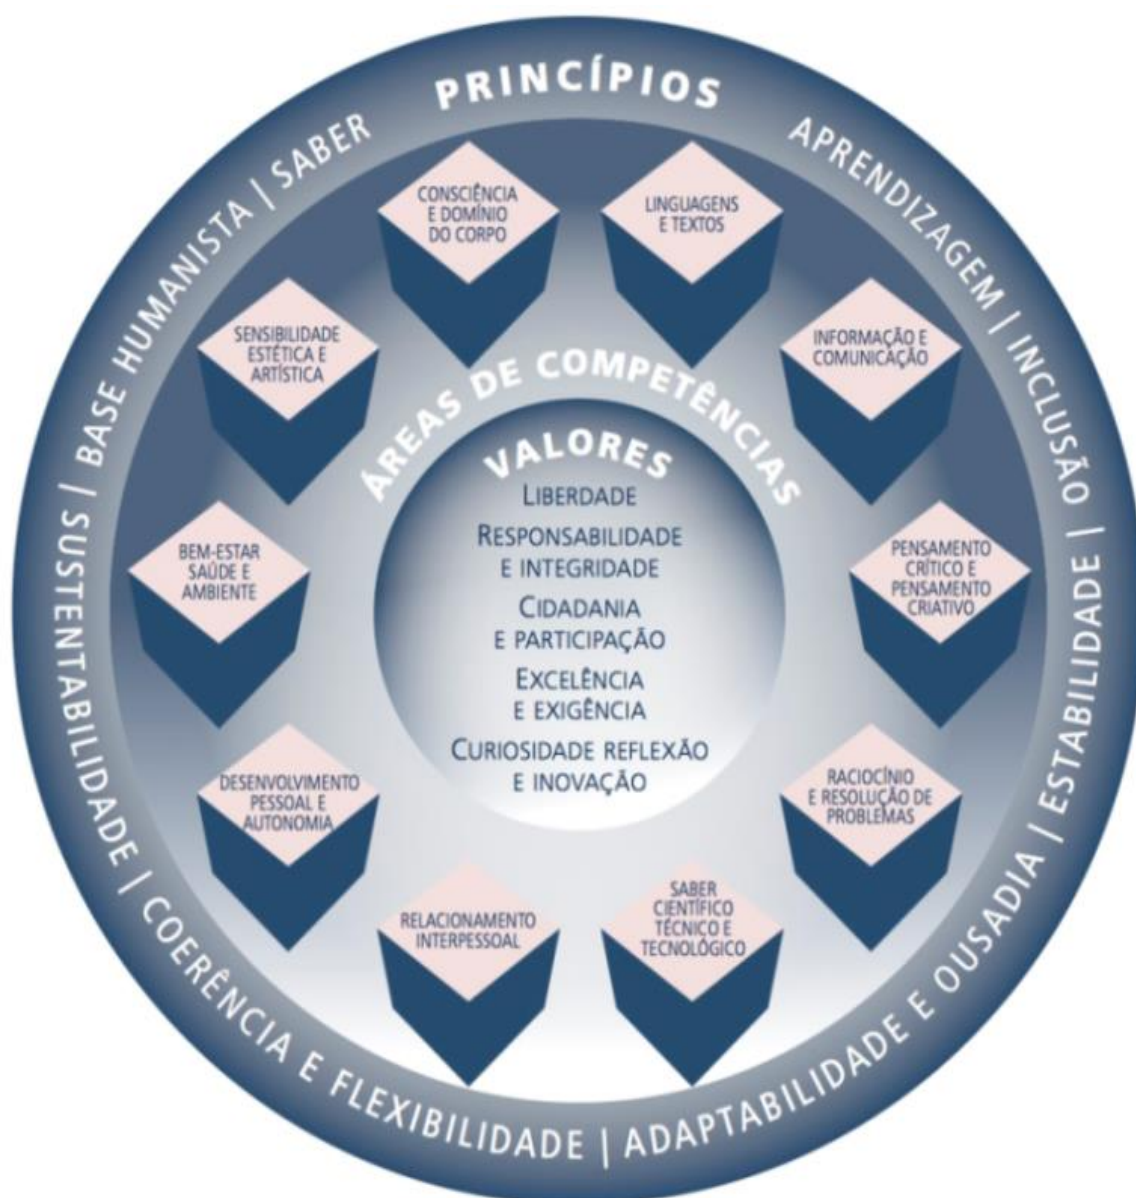 PRINCÍPIOS
BASE HUMANISTA | SABER
APRENDIZAGEM | INCLUSÃO |
ESTABILIDADE |
ADAPTABILIDADE E OUSADIA |
COERÊNCIA E FLEXIBILIDADE |
SUSTENTABILIDADE |
ÁREAS DE COMPETÊNCIAS
CONSCIÊNCIA
E DOMÍNIO
DO CORPO
LINGUAGENS
E TEXTOS
INFORMAÇÃO E
COMUNICAÇÃO
PENSAMENTO
CRÍTICO E
PENSAMENTO
CRIATIVO
RACIOCÍNIO
E RESOLUÇÃO DE
PROBLEMAS
SABER
CIENTÍFICO
TÉCNICO E
TECNOLÓGICO
RELACIONAMENTO
INTERPESSOAL
DESENVOLVIMENTO
PESSOAL E
AUTONOMIA
BEM-ESTAR
SAÚDE E
AMBIENTE
SENSIBILIDADE
ESTÉTICA E
ARTÍSTICA
VALORES
LIBERDADE
RESPONSABILIDADE
E INTEGRIDADE
CIDADANIA
E PARTICIPAÇÃO
EXCELÊNCIA
E EXIGÊNCIA
CURIOSIDADE REFLEXÃO
E INOVAÇÃO